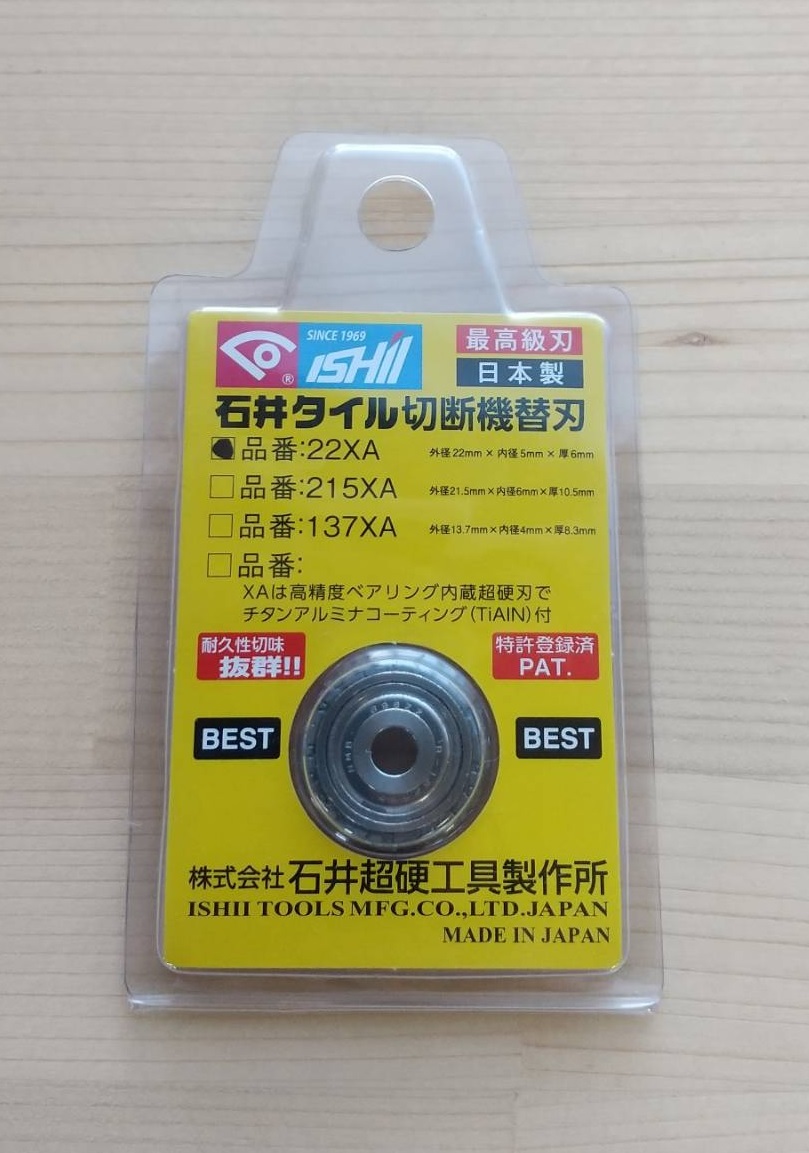 SINCE 1969
ISHII
®
最高級刃
日本製
石井タイル切断機替刃
品番:22XA 外径22mm×内径5mm×厚6mm
品番:215XA 外径21.5mm×内径6mm×厚10.5mm
品番:137XA 外径13.7mm×内径4mm×厚8.3mm
品番:
XAは高精度ベアリング内蔵超硬刃で
チタンアルミナコーティング(TiAIN)付
耐久性切味
抜群!!
特許登録済
PAT.
BEST
BEST
株式会社石井超硬工具製作所
ISHII TOOLS MFG.CO.,LTD.JAPAN
MADE IN JAPAN